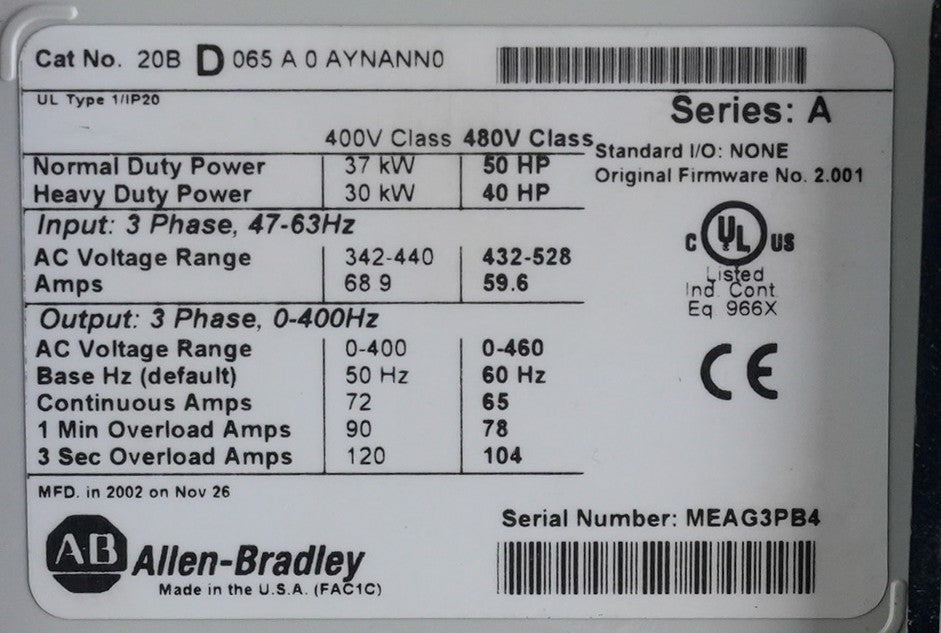 Cat No. 20B D 065 A 0 AYNANN0
UL Type 1/IP20
Series: A
400V Class 480V Class
Standard I/O: NONE
Original Firmware No. 2.001
Normal Duty Power 37 kW 50 HP
Heavy Duty Power 30 kW 40 HP
Input: 3 Phase, 47-63Hz
AC Voltage Range 342-440 432-528
Amps 68 9 59.6
C UL US
Listed
Ind. Cont
Eq 966X
Output: 3 Phase, 0-400Hz
AC Voltage Range 0-400 0-460
Base Hz (default) 50 Hz 60 Hz
Continuous Amps 72 65
1 Min Overload Amps 90 78
3 Sec Overload Amps 120 104
CE
MFD. in 2002 on Nov 26
Serial Number: MEAG3PB4
AB Allen-Bradley
Made in the U.S.A. (FAC1C)